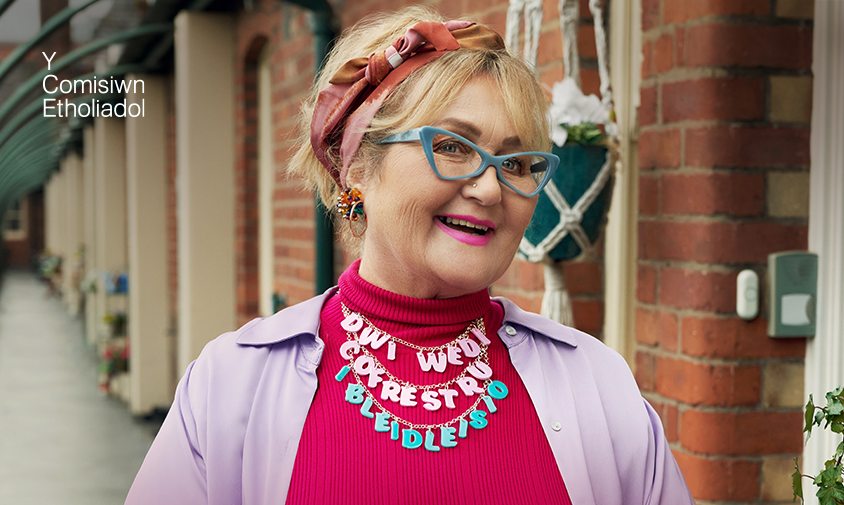 Y
Comisiwn
Etholiadol
DWI WEDI
COFRESTRU
I BLEIDLEISIO